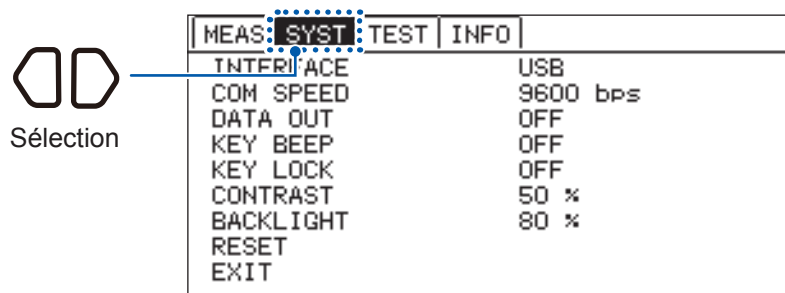 MEAS SYST TEST INFO
INTERFACE USB
COM SPEED 9600 bps
DATA OUT OFF
KEY BEEP OFF
KEY LOCK OFF
CONTRAST 50 %
BACKLIGHT 80 %
RESET
EXIT
Sélection